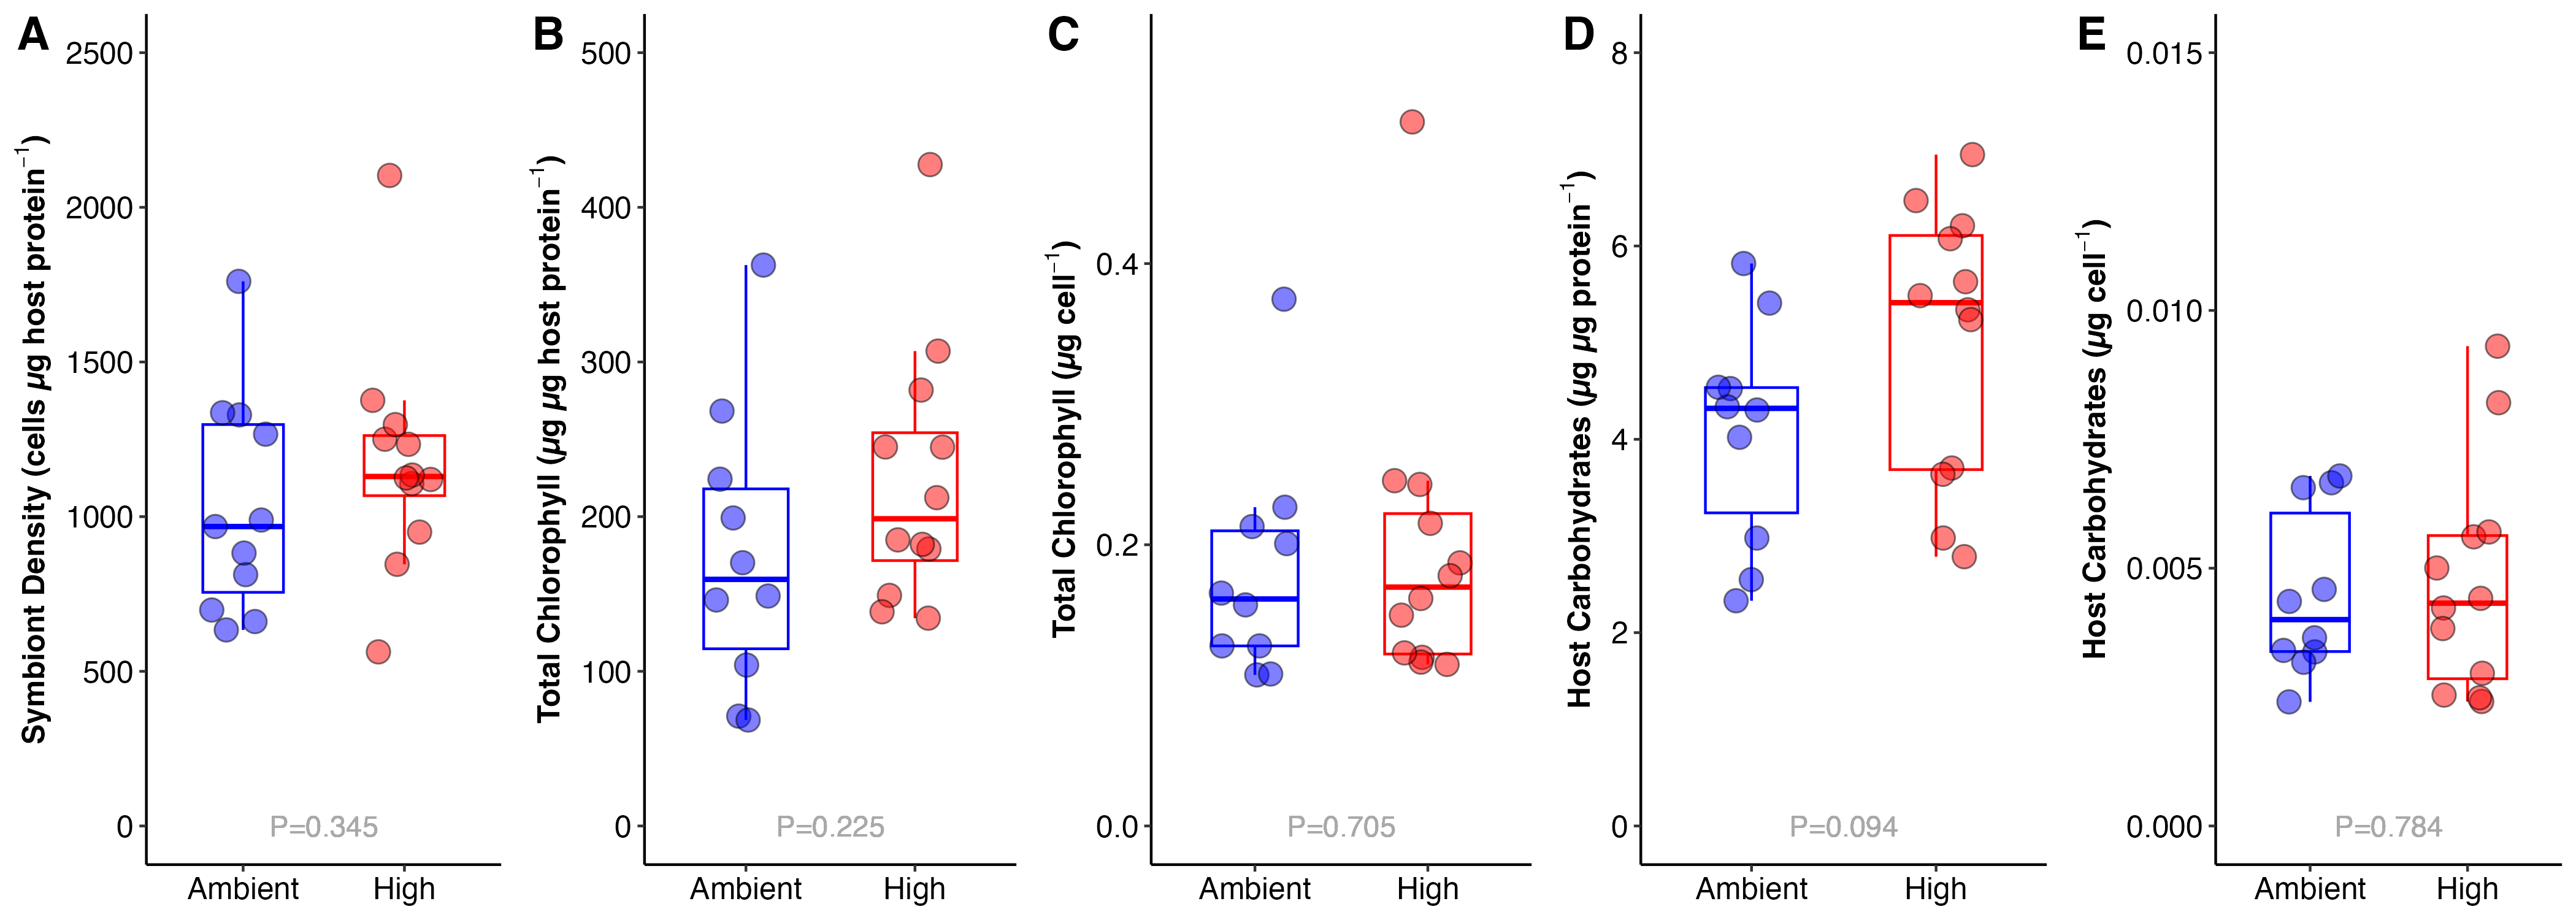 A
Symbiont Density (cells µg host protein⁻¹)
2500
2000
1500
1000
500
0
P=0.345
Ambient High
B
Total Chlorophyll (µg µg host protein⁻¹)
500
400
300
200
100
0
P=0.225
Ambient High
C
Total Chlorophyll (µg cell⁻¹)
0.4
0.2
0.0
P=0.705
Ambient High
D
Host Carbohydrates (µg µg protein⁻¹)
8
6
4
2
0
P=0.094
Ambient High
E
Host Carbohydrates (µg cell⁻¹)
0.015
0.010
0.005
0.000
P=0.784
Ambient High